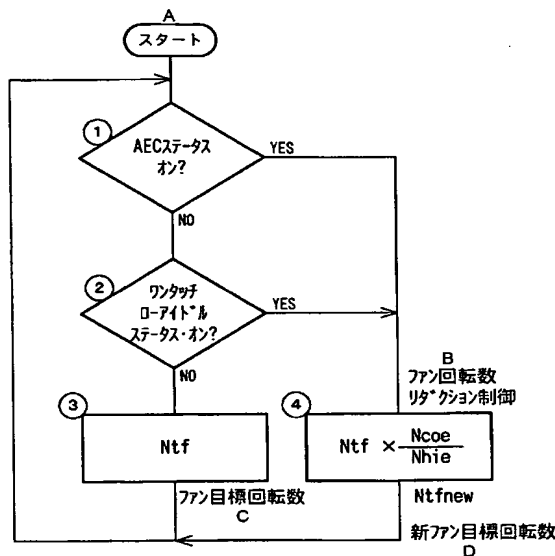 A
スタート
①
AECステータス
オン?
YES
NO
②
ワンタッチ
ローアイドル
ステータス・オン?
YES
NO
B
ファン回転数
リダクション制御
③
Ntf
④
Ntf × Ncoe
Nhie
ファン目標回転数
C
Ntfnew
新ファン目標回転数
D